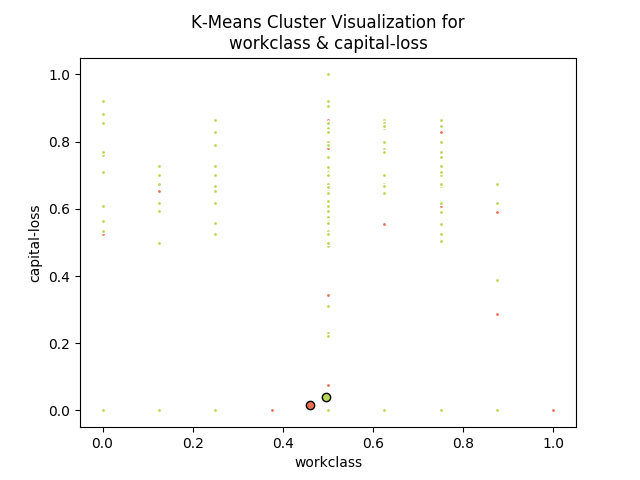 K-Means Cluster Visualization for
workclass & capital-loss
1.0
0.8
0.6
0.4
0.2
0.0
capital-loss
0.0 0.2 0.4 0.6 0.8 1.0
workclass